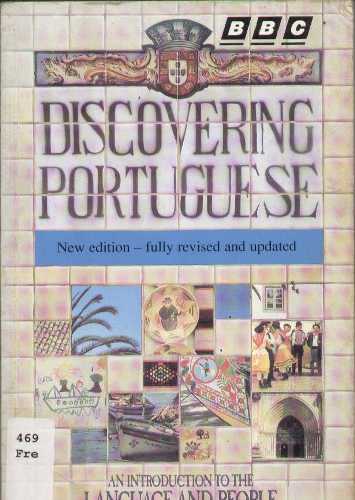 BBC
DISCOVERING
PORTUGUESE
New edition – fully revised and updated
469
Fre
AN INTRODUCTION TO THE
LANGUAGE AND PEOPLE